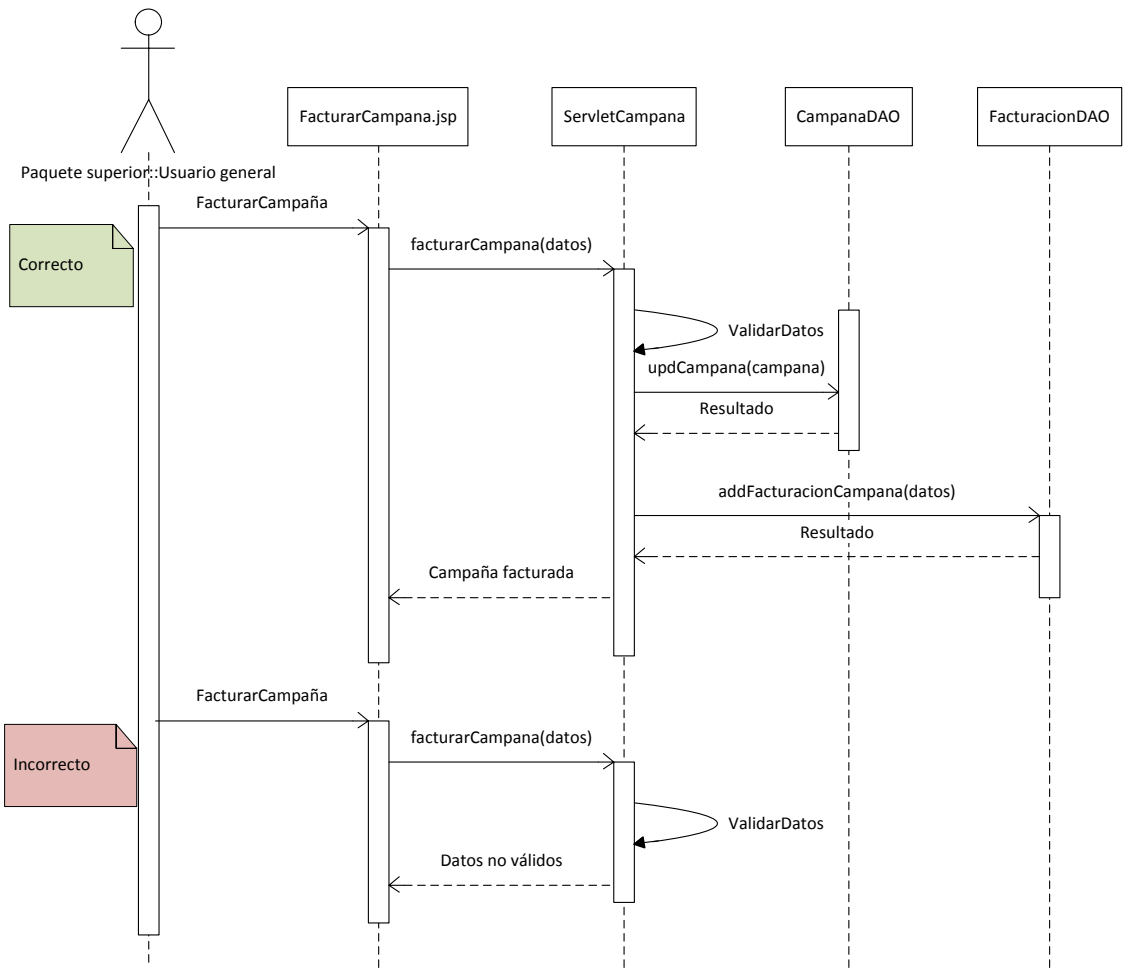 FacturarCampana.jsp
ServletCampana
CampanaDAO
FacturacionDAO
Paquete superior::Usuario general
FacturarCampaña
Correcto
facturarCampana(datos)
ValidarDatos
updCampana(campana)
Resultado
addFacturacionCampana(datos)
Resultado
Campaña facturada
FacturarCampaña
Incorrecto
facturarCampana(datos)
ValidarDatos
Datos no válidos